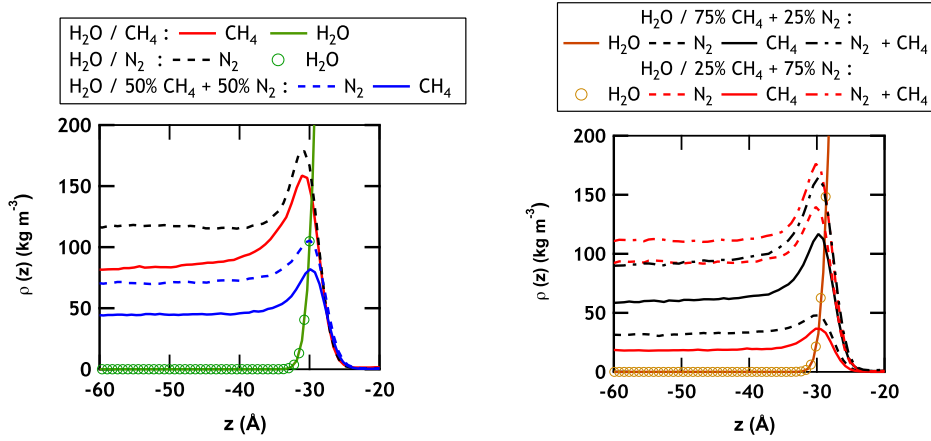 H₂O / CH₄ : CH₄ H₂O
H₂O / N₂ : N₂ H₂O
H₂O / 50% CH₄ + 50% N₂ : N₂ CH₄
200
150
100
50
0
ρ (z) (kg m⁻³)
-60 -50 -40 -30 -20
z (Å)
H₂O / 75% CH₄ + 25% N₂ :
H₂O N₂ CH₄ N₂ + CH₄
H₂O / 25% CH₄ + 75% N₂ :
H₂O N₂ CH₄ N₂ + CH₄
200
150
100
50
0
ρ (z) (kg m⁻³)
-60 -50 -40 -30 -20
z (Å)